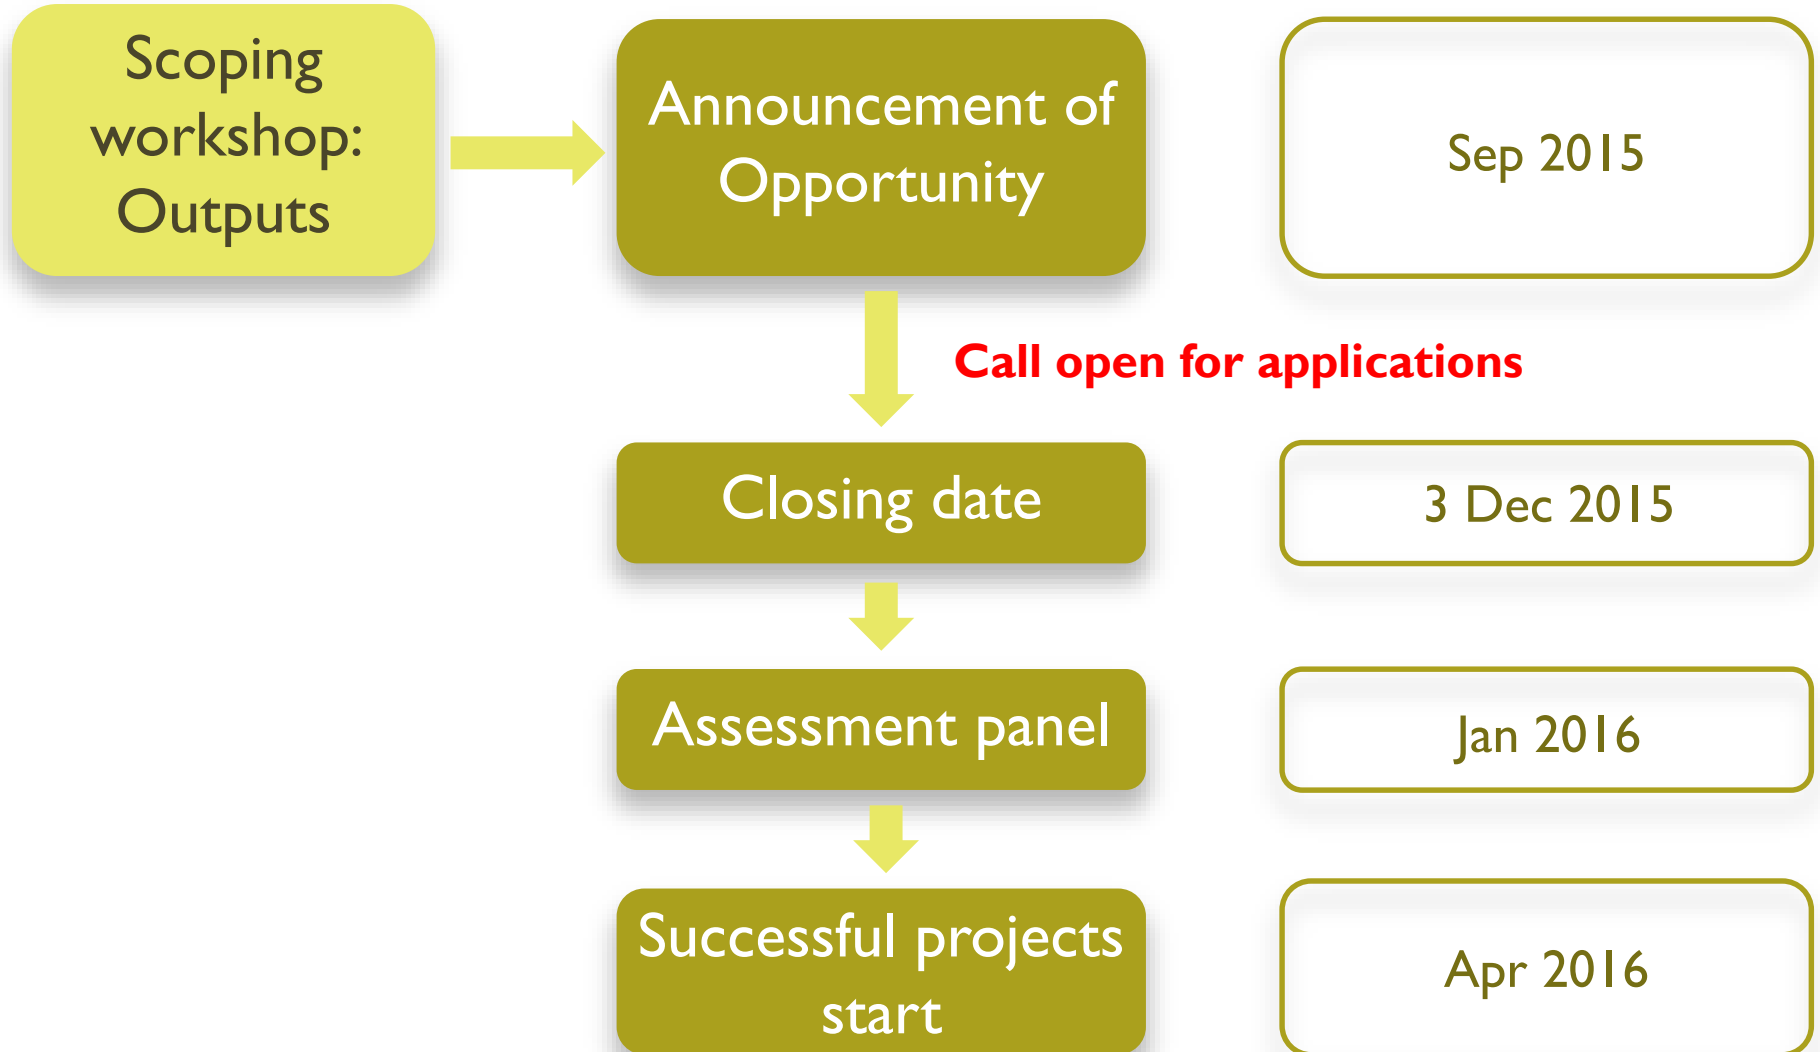 Scoping
workshop:
Outputs
Announcement of
Opportunity
Sep 2015
Call open for applications
Closing date
3 Dec 2015
Assessment panel
Jan 2016
Successful projects
start
Apr 2016